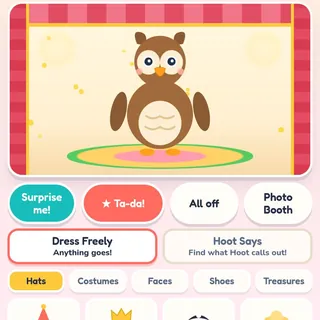 Surprise
me!
★ Ta-da!
All off
Photo
Booth
Dress Freely
Anything goes!
Hoot Says
Find what Hoot calls out!
Hats
Costumes
Faces
Shoes
Treasures